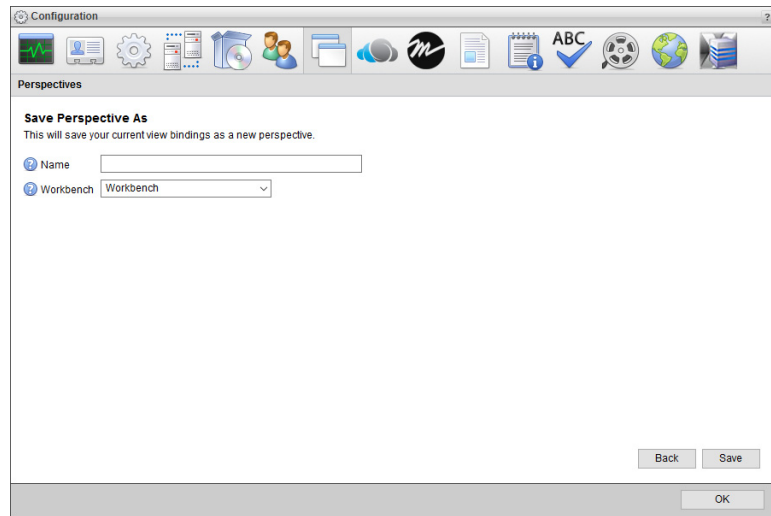 Configuration
?
ABC
Perspectives
Save Perspective As
This will save your current view bindings as a new perspective.
? Name
? Workbench Workbench
Back Save
OK